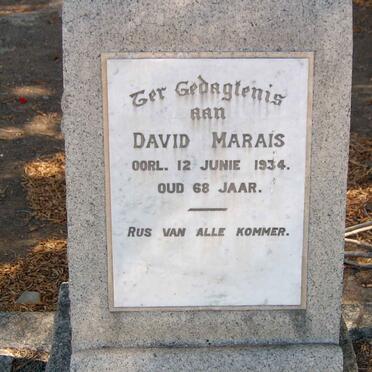 Ter Gedagtenis
aan
DAVID MARAIS
OORL. 12 JUNIE 1934.
OUD 68 JAAR.
RUS VAN ALLE KOMMER.